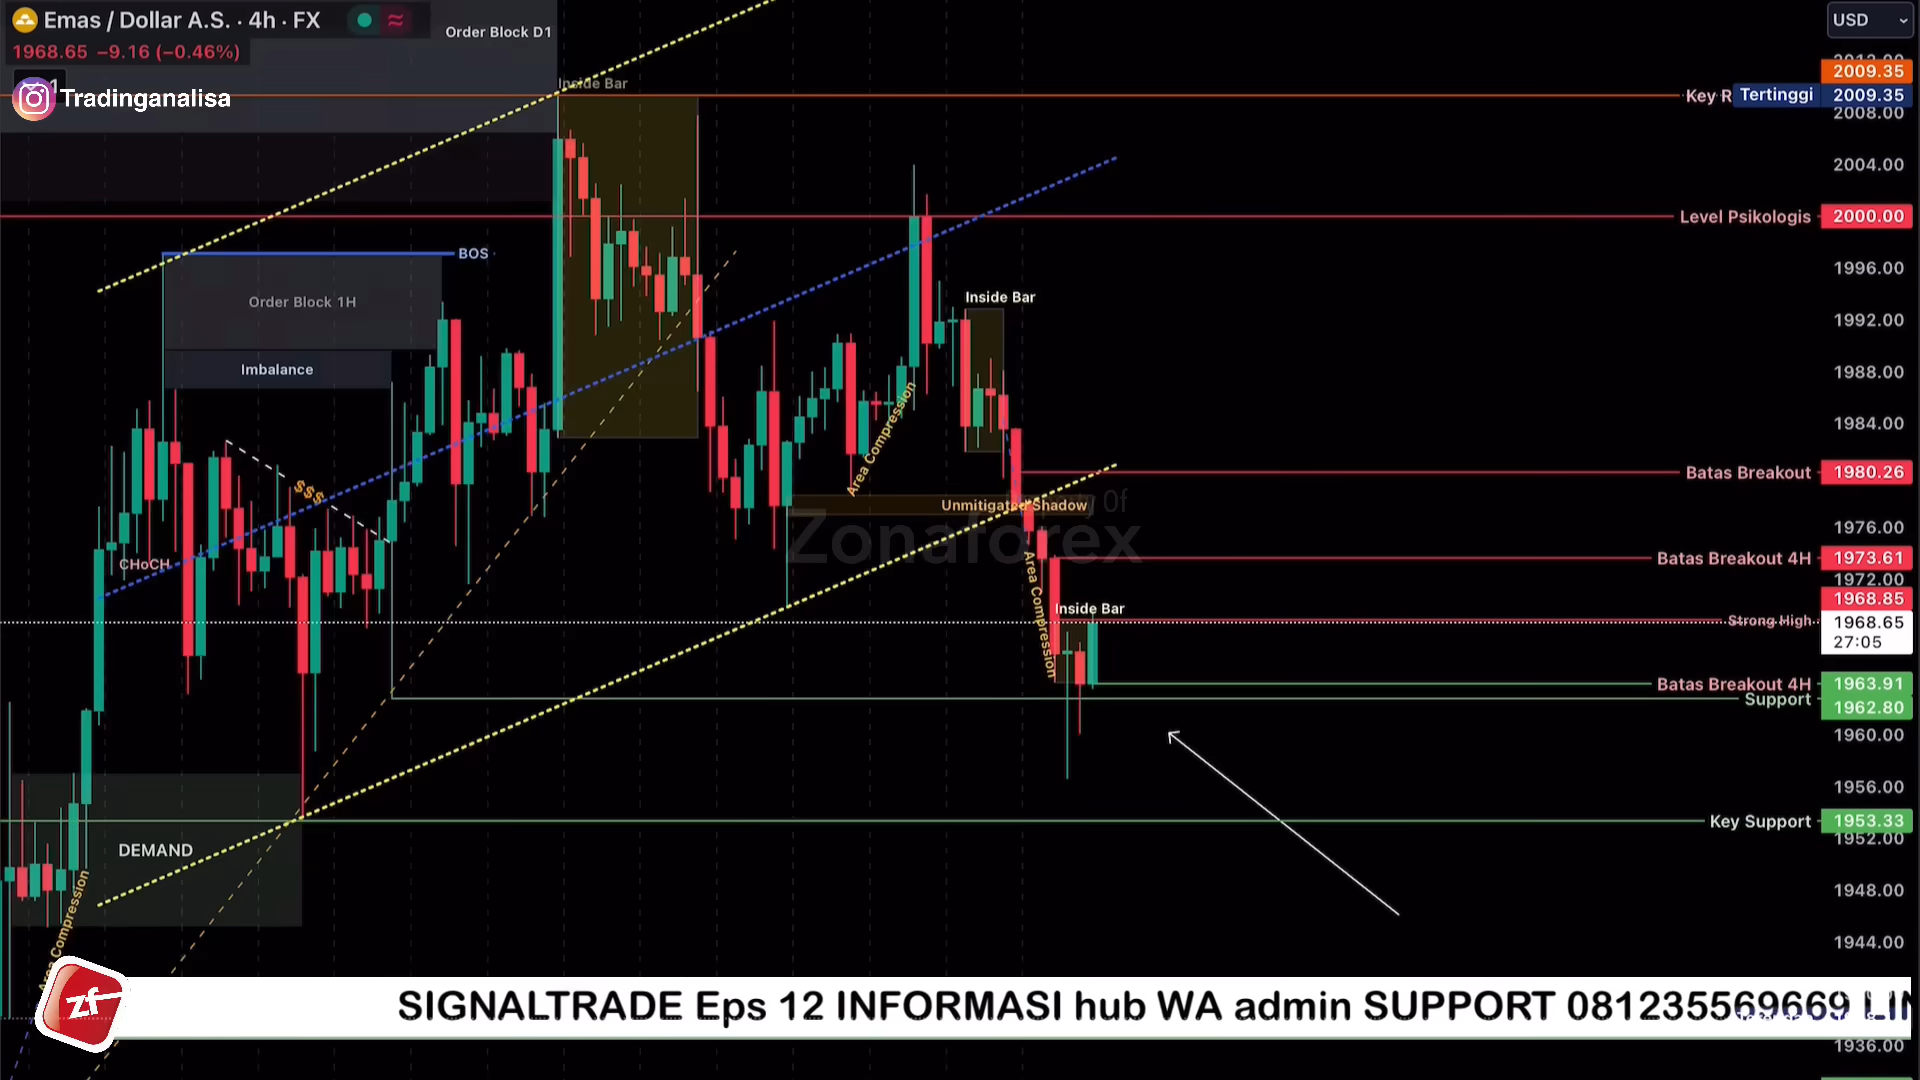 Emas / Dollar A.S. · 4h · FX
1968.65 −9.16 (−0.46%)
Tradinganalisa
Order Block D1
USD
Inside Bar
2009.35
Key R
Tertinggi
2009.35
2008.00
2004.00
Level Psikologis
2000.00
BOS
1996.00
Order Block 1H
Inside Bar
1992.00
Imbalance
1988.00
1984.00
Area Compression
Batas Breakout
1980.26
$$$
Unmitigated Shadow
Property Of
Zonaforex
1976.00
CHoCH
Batas Breakout 4H
1973.61
1972.00
Area Compression
Inside Bar
1968.85
Strong High
1968.65
27:05
Batas Breakout 4H
1963.91
Support
1962.80
1960.00
1956.00
Key Support
1953.33
1952.00
DEMAND
1948.00
Area Compression
1944.00
zf
SIGNALTRADE Eps 12 INFORMASI hub WA admin SUPPORT 081235569669
1936.00